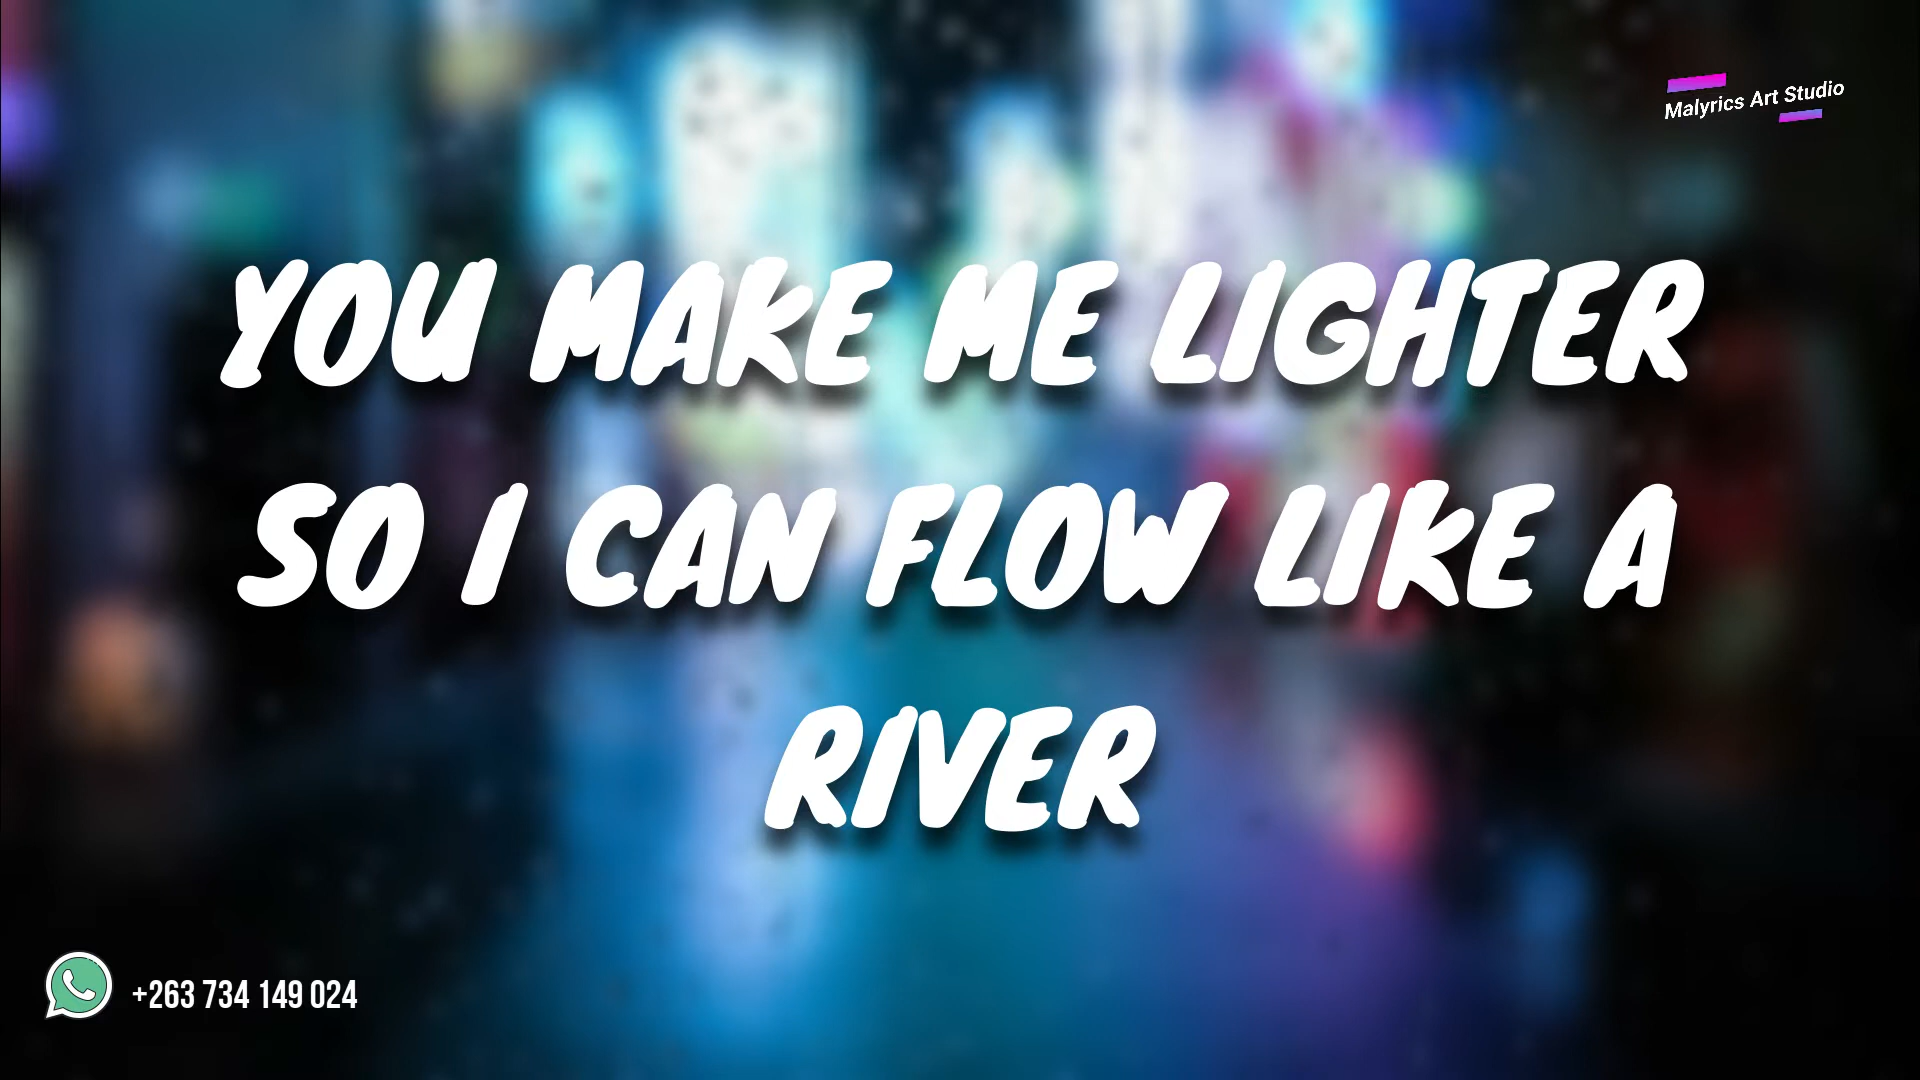 Malyrics Art Studio
YOU MAKE ME LIGHTER
SO I CAN FLOW LIKE A
RIVER
+263 734 149 024